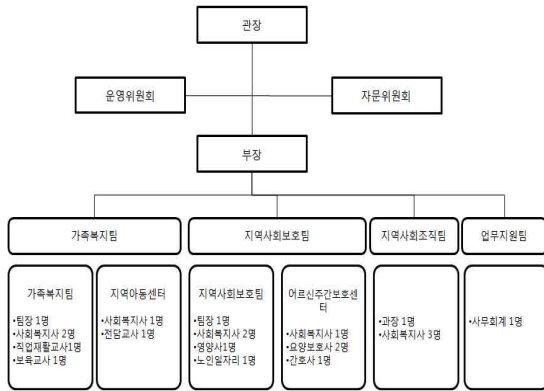 관장
운영위원회
자문위원회
부장
가족복지팀
지역사회보호팀
지역사회조직팀
업무지원팀
가족복지팀
•팀장 1명
•사회복지사 2명
•직업재활교사1명
•보육교사 1명
지역아동센터
•사회복지사 1명
•전담교사 1명
지역사회보호팀
•팀장 1명
•사회복지사 2명
•영양사1명
•노인일자리 1명
어르신주간보호센
터
•사회복지사 1명
•요양보호사 2명
•간호사 1명
•과장 1명
•사회복지사 3명
•사무회계 1명